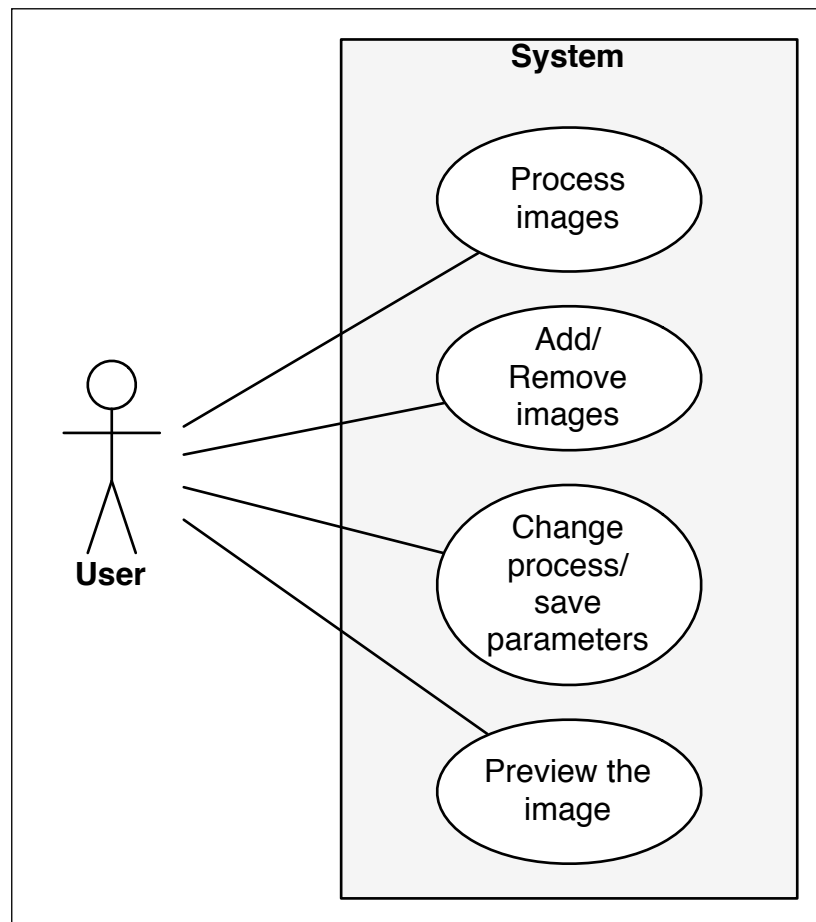 System
Process
images
Add/
Remove
images
Change
process/
save
parameters
User
Preview the
image